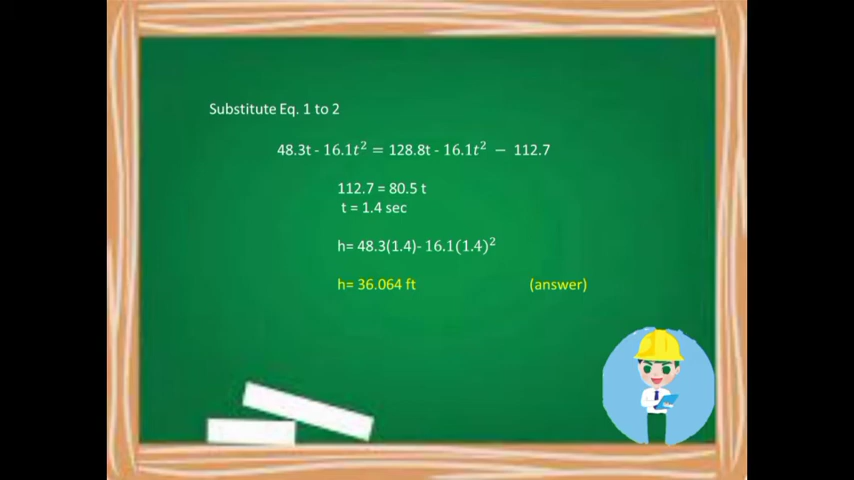 Substitute Eq. 1 to 2
48.3t - 16.1t² = 128.8t - 16.1t² − 112.7
112.7 = 80.5 t
t = 1.4 sec
h= 48.3(1.4)- 16.1(1.4)²
h= 36.064 ft (answer)